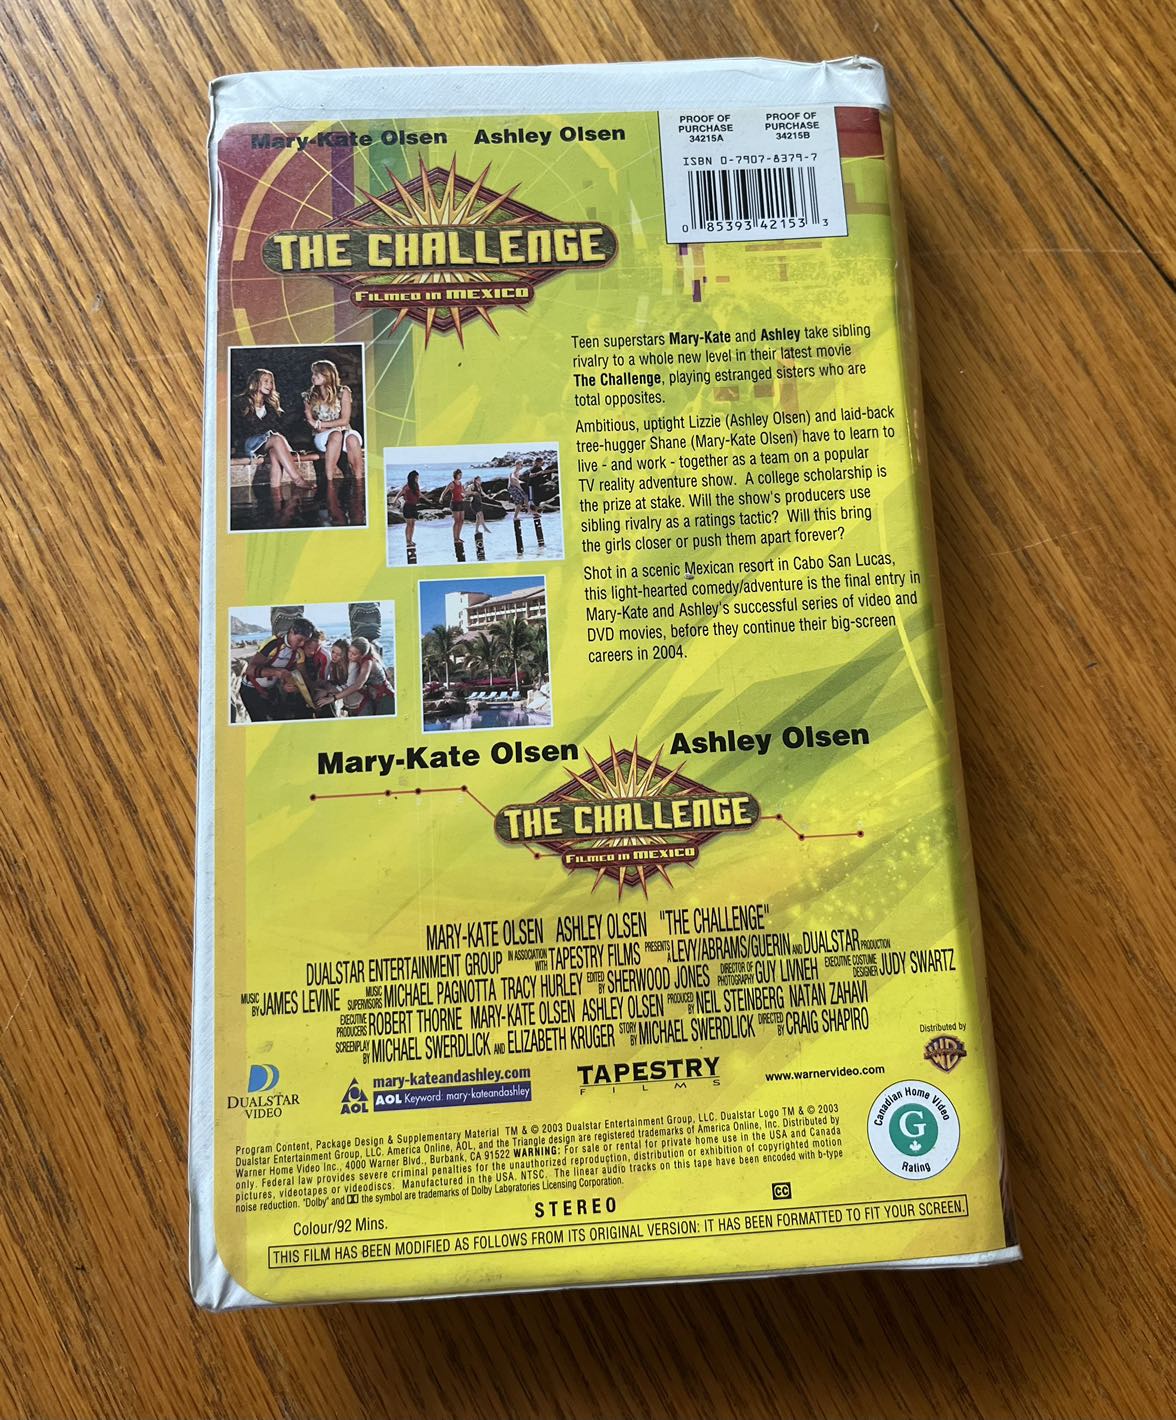 Mary-Kate Olsen Ashley Olsen
PROOF OF PURCHASE 34215A
PROOF OF PURCHASE 34215B
ISBN 0-7907-8379-7
0 85393 42153 3
THE CHALLENGE
FILMED IN MEXICO
Teen superstars Mary-Kate and Ashley take sibling
rivalry to a whole new level in their latest movie
The Challenge, playing estranged sisters who are
total opposites.
Ambitious, uptight Lizzie (Ashley Olsen) and laid-back
tree-hugger Shane (Mary-Kate Olsen) have to learn to
live - and work - together as a team on a popular
TV reality adventure show. A college scholarship is
the prize at stake. Will the show's producers use
sibling rivalry as a ratings tactic? Will this bring
the girls closer or push them apart forever?
Shot in a scenic Mexican resort in Cabo San Lucas,
this light-hearted comedy/adventure is the final entry in
Mary-Kate and Ashley's successful series of video and
DVD movies, before they continue their big-screen
careers in 2004.
Mary-Kate Olsen Ashley Olsen
THE CHALLENGE
FILMED IN MEXICO
MARY-KATE OLSEN ASHLEY OLSEN "THE CHALLENGE"
DUALSTAR ENTERTAINMENT GROUP IN ASSOCIATION WITH TAPESTRY FILMS PRESENTS A LEVY/ABRAMS/GUERIN AND DUALSTAR PRODUCTION
MUSIC BY JAMES LEVINE MUSIC SUPERVISORS MICHAEL PAGNOTTA TRACY HURLEY EDITED BY SHERWOOD JONES DIRECTOR OF PHOTOGRAPHY GUY LIVNEH EXECUTIVE COSTUME DESIGNER JUDY SWARTZ
EXECUTIVE PRODUCERS ROBERT THORNE MARY-KATE OLSEN ASHLEY OLSEN PRODUCED BY NEIL STEINBERG NATAN ZAHAVI
SCREENPLAY BY MICHAEL SWERDLICK AND ELIZABETH KRUGER STORY BY MICHAEL SWERDLICK DIRECTED BY CRAIG SHAPIRO
Distributed by
WB
DUALSTAR
VIDEO
AOL
mary-kateandashley.com
AOL Keyword: mary-kateandashley
TAPESTRY
FILMS
www.warnervideo.com
Canadian Home Video
G
Rating
Program Content, Package Design & Supplementary Material TM & © 2003 Dualstar Entertainment Group, LLC. Dualstar Logo TM & © 2003
Dualstar Entertainment Group, LLC. America Online, AOL, and the Triangle design are registered trademarks of America Online, Inc. Distributed by
Warner Home Video Inc., 4000 Warner Blvd., Burbank, CA 91522 WARNING: For sale or rental for private home use in the USA and Canada
only. Federal law provides severe criminal penalties for the unauthorized reproduction, distribution or exhibition of copyrighted motion
pictures, videotapes or videodiscs. Manufactured in the USA. NTSC. The linear audio tracks on this tape have been encoded with b-type
noise reduction. "Dolby" and the symbol are trademarks of Dolby Laboratories Licensing Corporation.
STEREO
CC
Colour/92 Mins.
THIS FILM HAS BEEN MODIFIED AS FOLLOWS FROM ITS ORIGINAL VERSION: IT HAS BEEN FORMATTED TO FIT YOUR SCREEN.